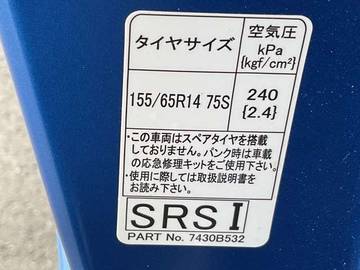 タイヤサイズ 空気圧
kPa
{kgf/cm²}
155/65R14 75S 240
{2.4}
・この車両はスペアタイヤを搭載
しておりません。パンク時は車載
の応急修理キットをご使用下さい。
・使用に際しては取扱説明書を
お読み下さい。
SRS I
PART No. 7430B532